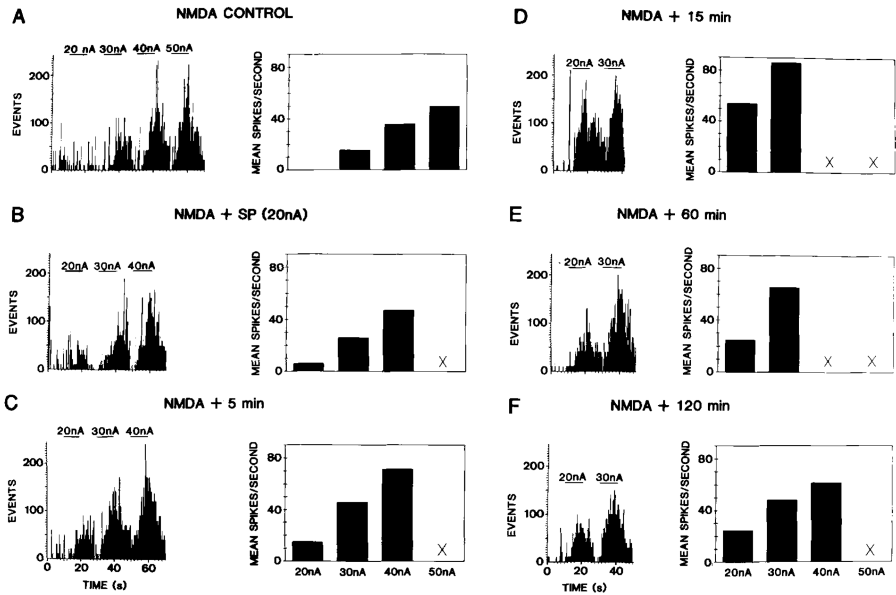 A
NMDA CONTROL
20 nA 30nA 40nA 50nA
200
100
0
EVENTS
80
40
0
MEAN SPIKES/SECOND
B
NMDA + SP (20nA)
20nA 30nA 40nA
200
100
0
EVENTS
80
40
0
MEAN SPIKES/SECOND
X
C
NMDA + 5 min
20nA 30nA 40nA
200
100
0
EVENTS
0 20 40 60
TIME (s)
80
40
0
MEAN SPIKES/SECOND
X
20nA 30nA 40nA 50nA
D
NMDA + 15 min
20nA 30nA
200
100
0
EVENTS
80
40
0
MEAN SPIKES/SECOND
X X
E
NMDA + 60 min
20nA 30nA
200
100
0
EVENTS
80
40
0
MEAN SPIKES/SECOND
X X
F
NMDA + 120 min
20nA 30nA
200
100
0
EVENTS
0 20 40
TIME (s)
80
40
0
MEAN SPIKES/SECOND
X
20nA 30nA 40nA 50nA